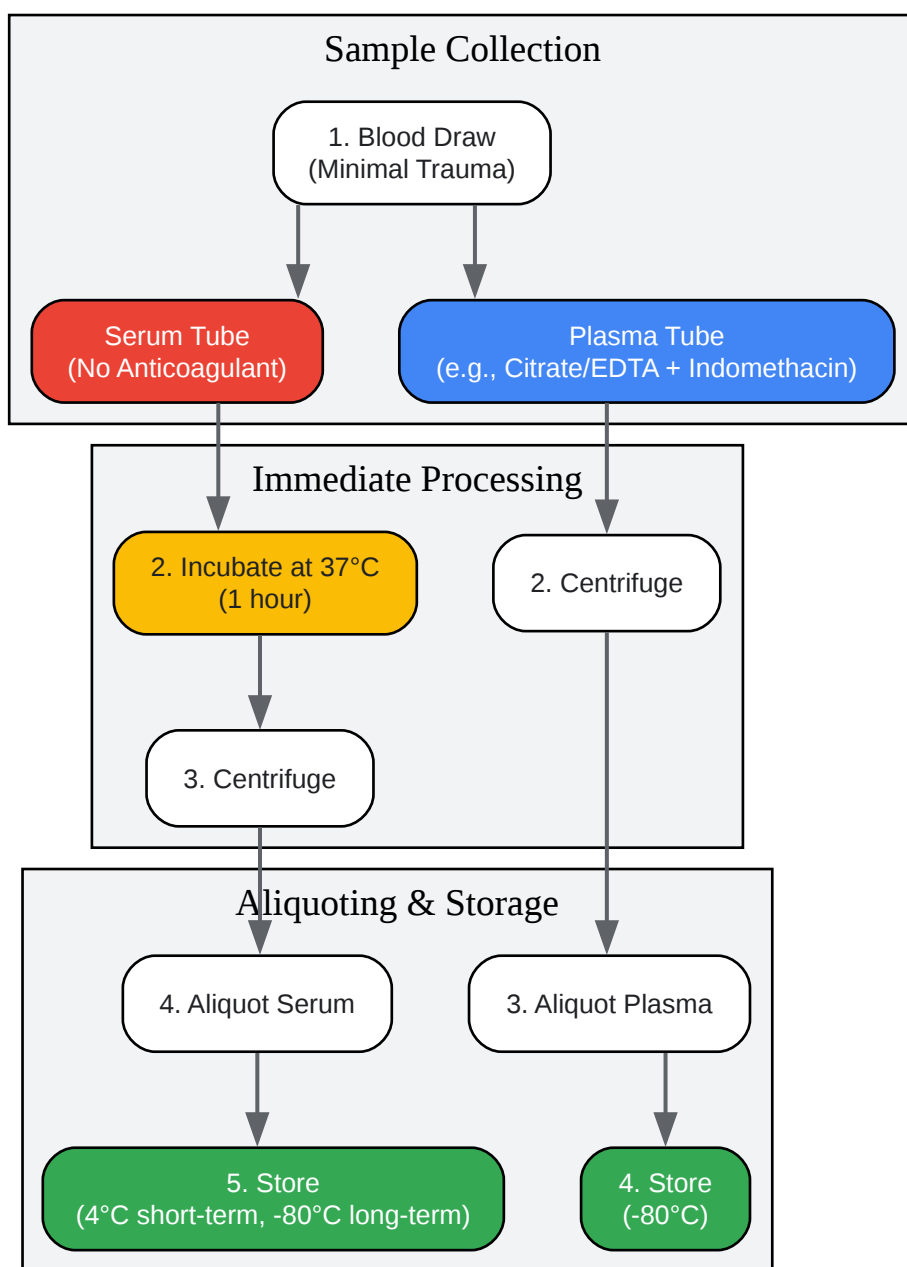 Sample Collection
1. Blood Draw
(Minimal Trauma)
Serum Tube
(No Anticoagulant)
Plasma Tube
(e.g., Citrate/EDTA + Indomethacin)
Immediate Processing
2. Incubate at 37°C
(1 hour)
2. Centrifuge
3. Centrifuge
Aliquoting & Storage
4. Aliquot Serum
3. Aliquot Plasma
5. Store
(4°C short-term, -80°C long-term)
4. Store
(-80°C)